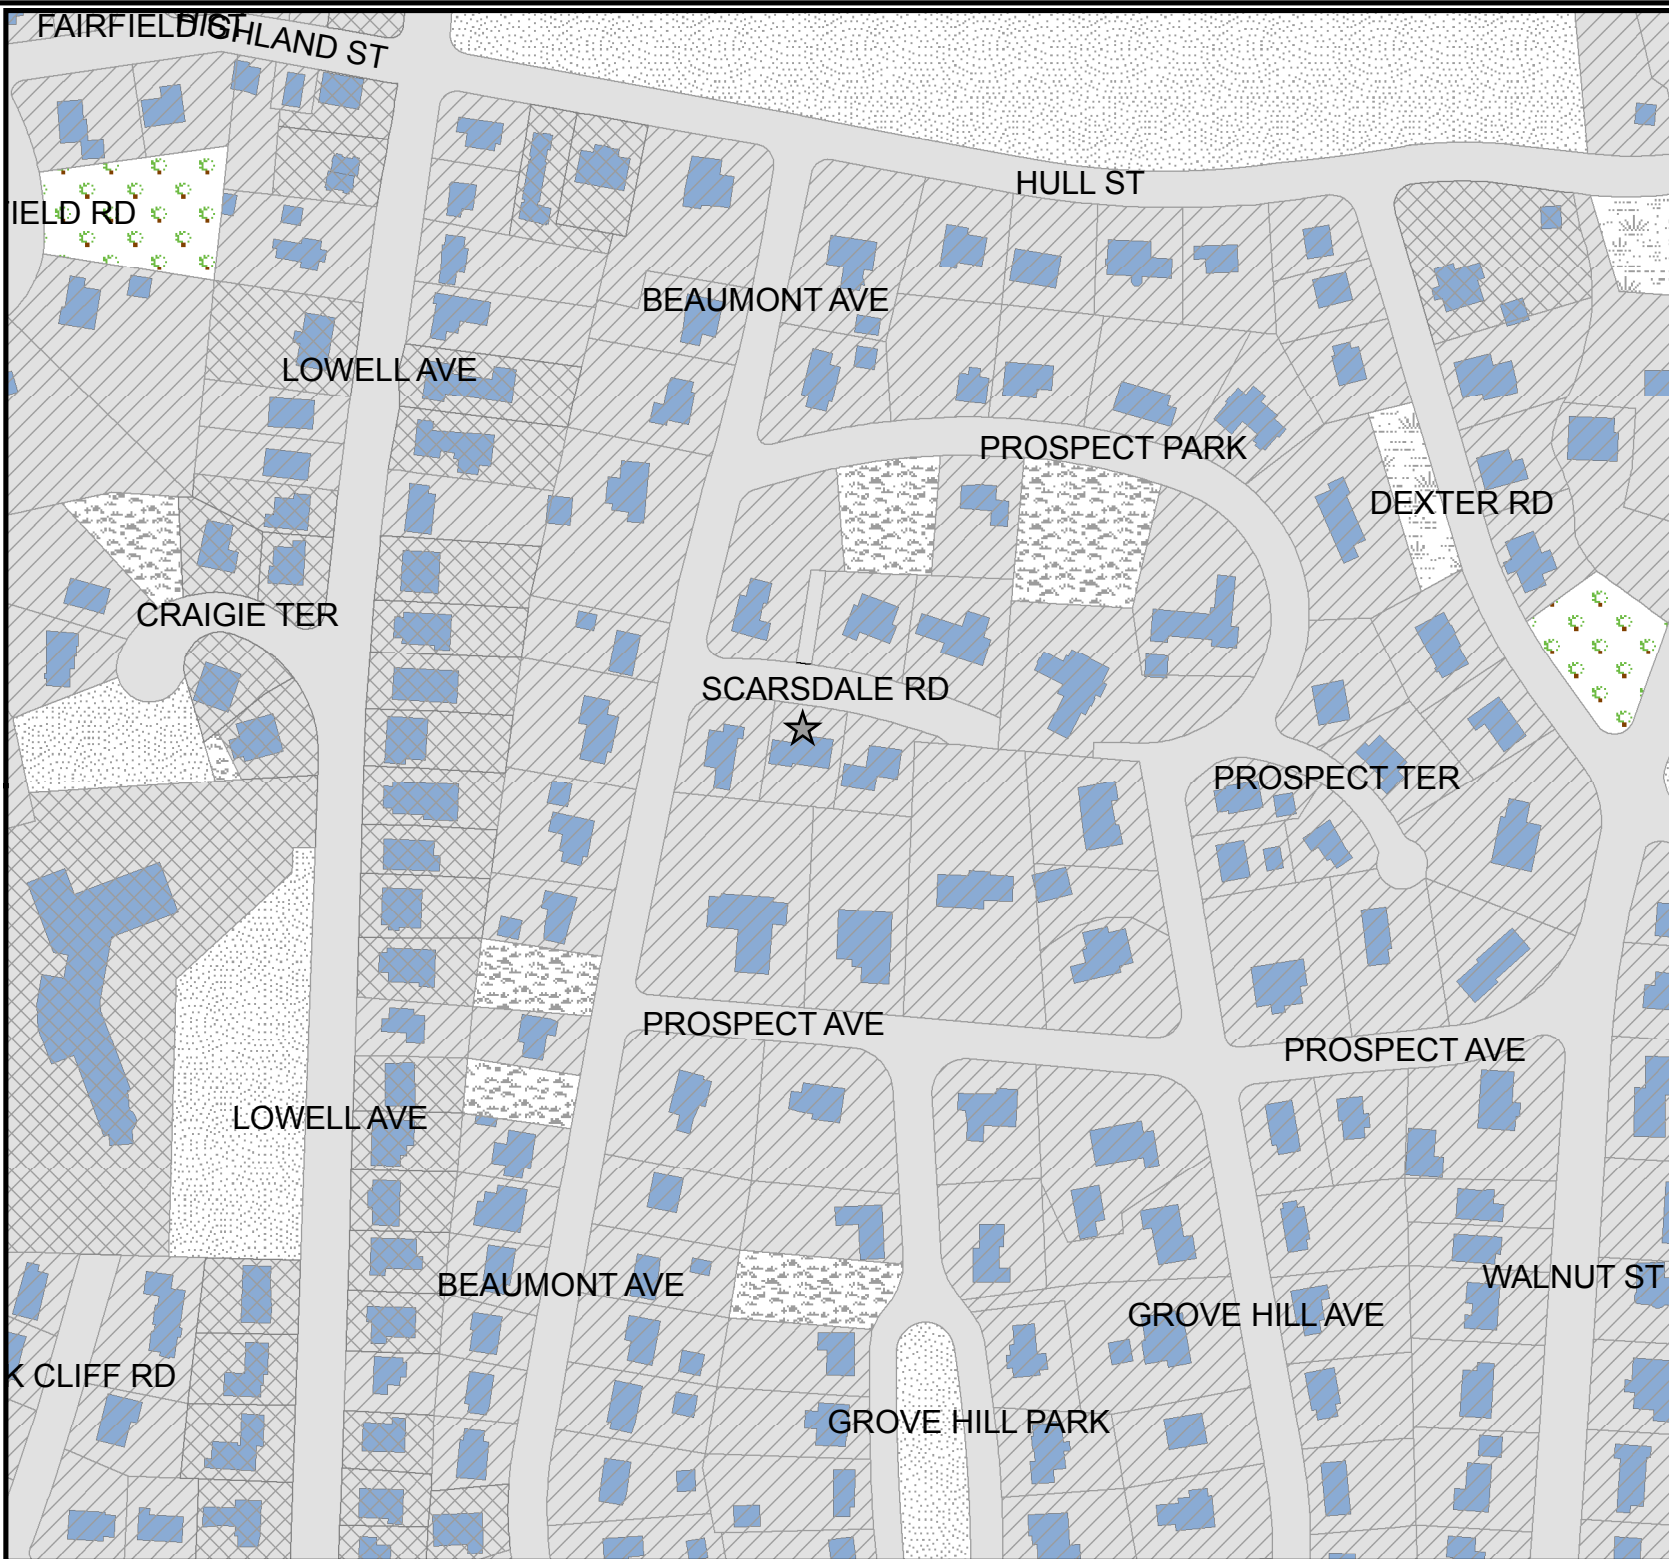 FAIRFIELD ST
HIGHLAND ST
HULL ST
IELD RD
BEAUMONT AVE
LOWELL AVE
PROSPECT PARK
DEXTER RD
CRAIGIE TER
SCARSDALE RD
PROSPECT TER
PROSPECT AVE
PROSPECT AVE
LOWELL AVE
WALNUT ST
BEAUMONT AVE
GROVE HILL AVE
K CLIFF RD
GROVE HILL PARK